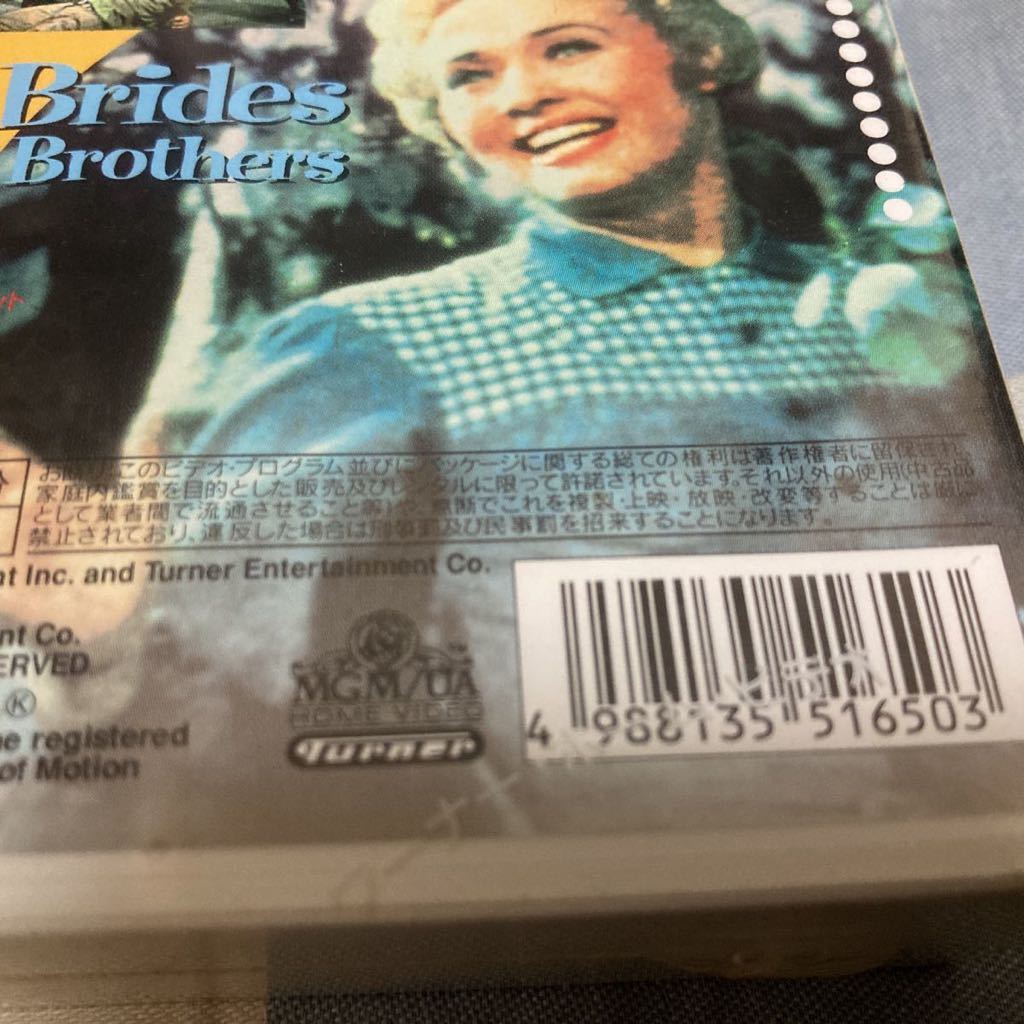 Brides
Brothers
ット
分
このビデオ・プログラム並びにパッケージに関する総ての権利は著作権者に留保され、
家庭内鑑賞を目的とした販売及びレンタルに限って許諾されています。それ以外の使用(中古品
として業者間で流通させること等)や、無断でこれを複製・上映・放映・改変等することは厳に
禁止されており、違反した場合は刑事罰及び民事罰を招来することになります。
nt Inc. and Turner Entertainment Co.
nt Co.
ERVED
Ⓚ
he registered
of Motion
MGM/UA
HOME VIDEO
Turner
4 988135 516503